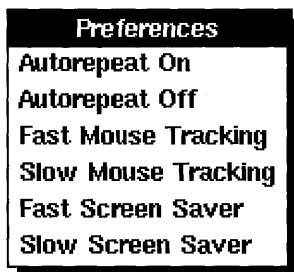 Preferences
Autorepeat On
Autorepeat Off
Fast Mouse Tracking
Slow Mouse Tracking
Fast Screen Saver
Slow Screen Saver